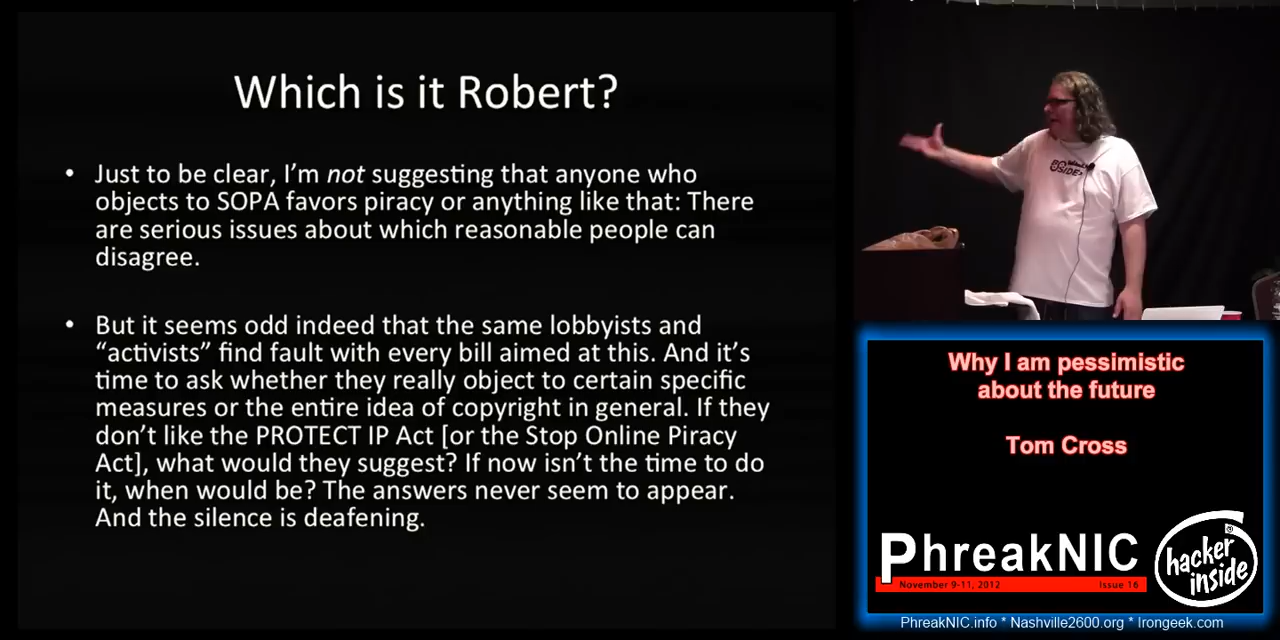 Which is it Robert?
• Just to be clear, I'm not suggesting that anyone who
objects to SOPA favors piracy or anything like that: There
are serious issues about which reasonable people can
disagree.
• But it seems odd indeed that the same lobbyists and
“activists” find fault with every bill aimed at this. And it's
time to ask whether they really object to certain specific
measures or the entire idea of copyright in general. If they
don't like the PROTECT IP Act [or the Stop Online Piracy
Act], what would they suggest? If now isn't the time to do
it, when would be? The answers never seem to appear.
And the silence is deafening.
Why I am pessimistic
about the future
Tom Cross
PhreakNIC
November 9-11, 2012 Issue 16
hacker
inside
PhreakNIC.info * Nashville2600.org * Irongeek.com